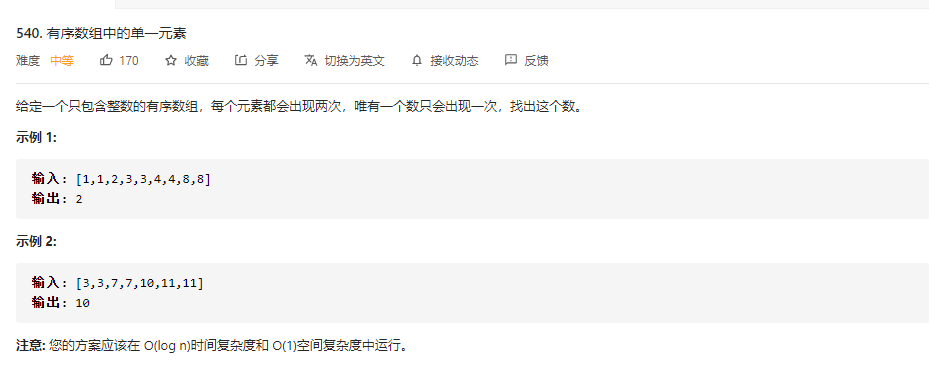 540. 有序数组中的单一元素
难度 中等 170 收藏 分享 切换为英文 接收动态 反馈
给定一个只包含整数的有序数组，每个元素都会出现两次，唯有一个数只会出现一次，找出这个数。
示例 1:
输入: [1,1,2,3,3,4,4,8,8]
输出: 2
示例 2:
输入: [3,3,7,7,10,11,11]
输出: 10
注意: 您的方案应该在 O(log n)时间复杂度和 O(1)空间复杂度中运行。